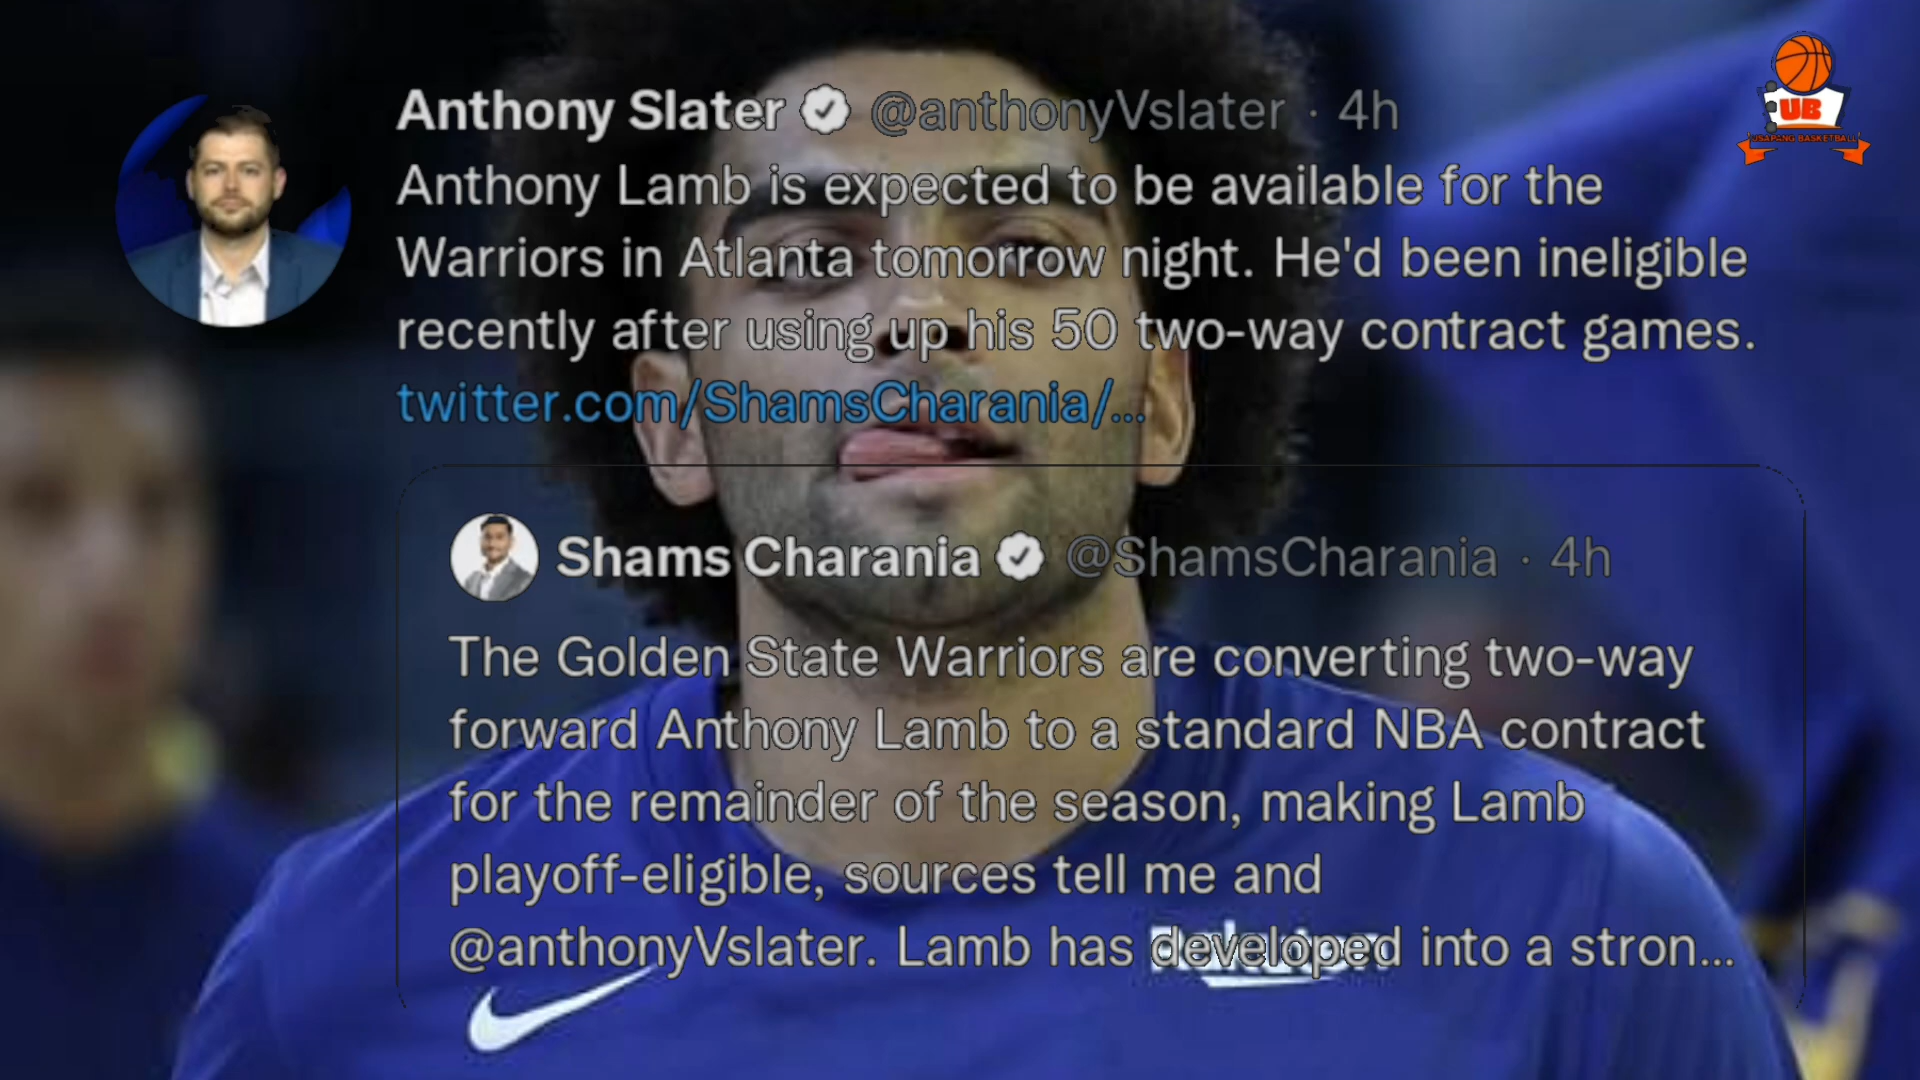 Anthony Slater @anthonyVslater · 4h
UB
USAPANG BASKETBALL
Anthony Lamb is expected to be available for the
Warriors in Atlanta tomorrow night. He'd been ineligible
recently after using up his 50 two-way contract games.
twitter.com/ShamsCharania/...
Shams Charania @ShamsCharania · 4h
The Golden State Warriors are converting two-way
forward Anthony Lamb to a standard NBA contract
for the remainder of the season, making Lamb
playoff-eligible, sources tell me and
@anthonyVslater. Lamb has developed into a stron...